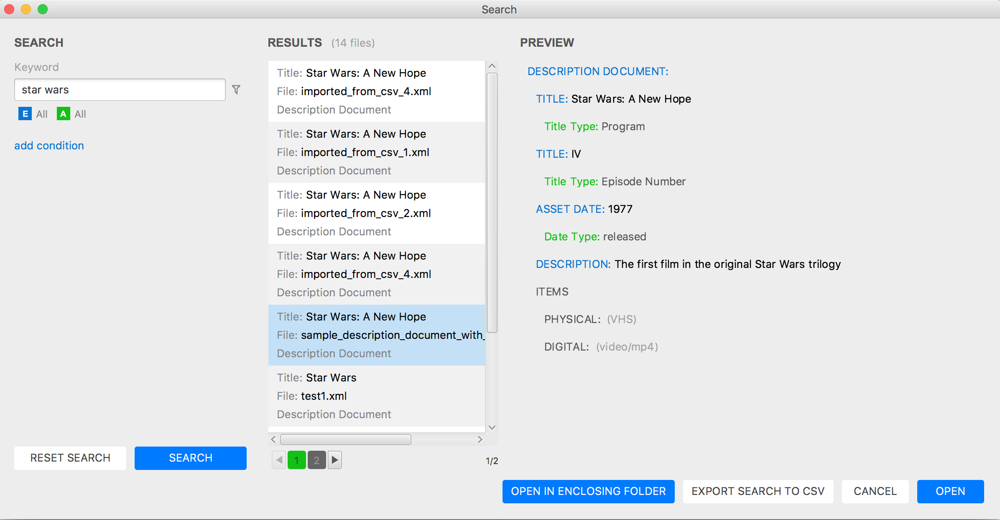 Search
SEARCH
Keyword
star wars
E All A All
add condition
RESET SEARCH
SEARCH
RESULTS (14 files)
Title: Star Wars: A New Hope
File: imported_from_csv_4.xml
Description Document
Title: Star Wars: A New Hope
File: imported_from_csv_1.xml
Description Document
Title: Star Wars: A New Hope
File: imported_from_csv_2.xml
Description Document
Title: Star Wars: A New Hope
File: imported_from_csv_4.xml
Description Document
Title: Star Wars: A New Hope
File: sample_description_document_with_
Description Document
Title: Star Wars
File: test1.xml
Description Document
1 2
1/2
PREVIEW
DESCRIPTION DOCUMENT:
TITLE: Star Wars: A New Hope
Title Type: Program
TITLE: IV
Title Type: Episode Number
ASSET DATE: 1977
Date Type: released
DESCRIPTION: The first film in the original Star Wars trilogy
ITEMS
PHYSICAL: (VHS)
DIGITAL: (video/mp4)
OPEN IN ENCLOSING FOLDER
EXPORT SEARCH TO CSV
CANCEL
OPEN